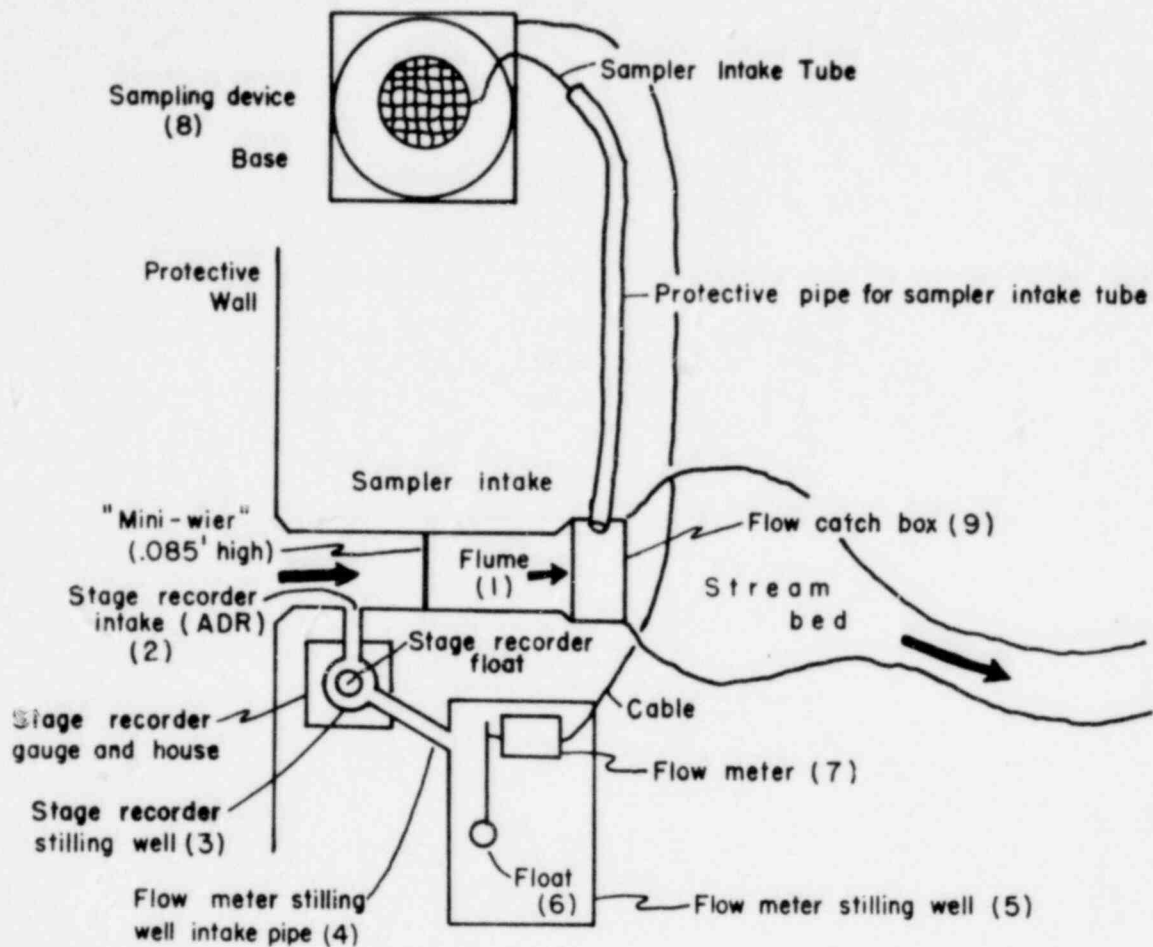 Sampler Intake Tube
Sampling device
(8)
Base
Protective
Wall
Protective pipe for sampler intake tube
Sampler intake
"Mini-wier"
(.085' high)
Flow catch box (9)
Flume
(1)
Stream
bed
Stage recorder
intake (ADR)
(2)
Stage recorder
float
Cable
Stage recorder
gauge and house
Flow meter (7)
Stage recorder
stilling well (3)
Float
(6)
Flow meter stilling
well intake pipe (4)
Flow meter stilling well (5)